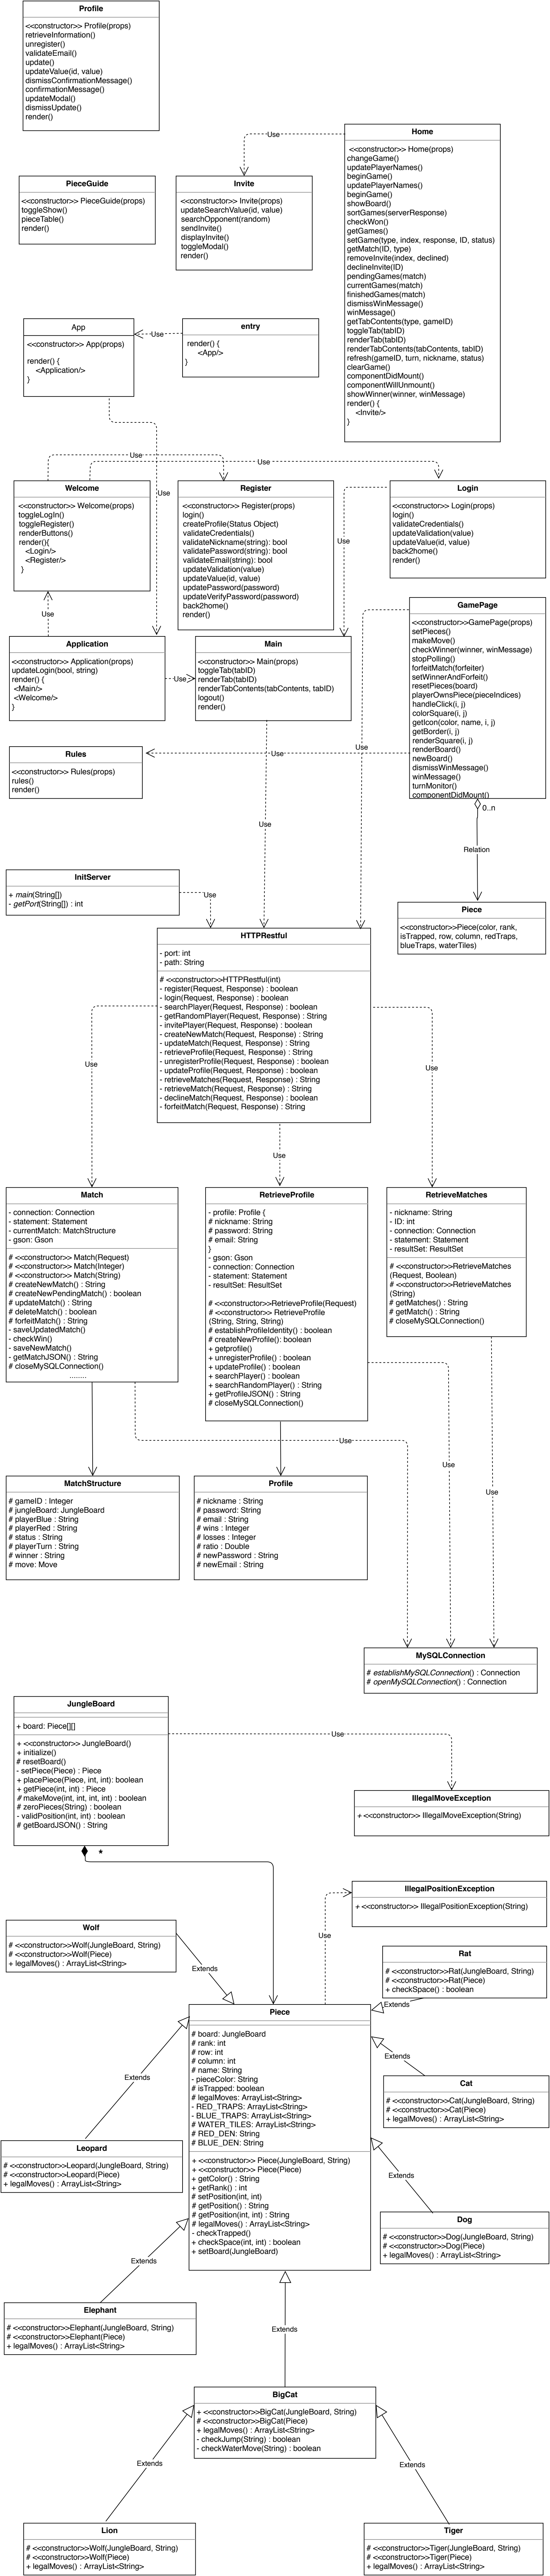 Profile
<<constructor>> Profile(props)
retrieveInformation()
unregister()
validateEmail()
update()
updateValue(id, value)
dismissConfirmationMessage()
confirmationMessage()
updateModal()
dismissUpdate()
render()
Use
Home
<<constructor>> Home(props)
changeGame()
updatePlayerNames()
beginGame()
updatePlayerNames()
beginGame()
showBoard()
sortGames(serverResponse)
checkWon()
getGames()
setGame(type, index, response, ID, status)
getMatch(ID, type)
removeInvite(index, declined)
declineInvite(ID)
pendingGames(match)
currentGames(match)
finishedGames(match)
dismissWinMessage()
winMessage()
getTabContents(type, gameID)
toggleTab(tabID)
renderTab(tabID)
renderTabContents(tabContents, tabID)
refresh(gameID, turn, nickname, status)
clearGame()
componentDidMount()
componentWillUnmount()
showWinner(winner, winMessage)
render() {
<Invite/>
}
PieceGuide
<<constructor>> PieceGuide(props)
toggleShow()
pieceTable()
render()
Invite
<<constructor>> Invite(props)
updateSearchValue(id, value)
searchOpponent(random)
sendInvite()
displayInvite()
toggleModal()
render()
App
<<constructor>> App(props)
render() {
<Application/>
}
Use
entry
render() {
<App/>
}
Use
Use
Welcome
<<constructor>> Welcome(props)
toggleLogIn()
toggleRegister()
renderButtons()
render(){
<Login/>
<Register/>
}
Use
Register
<<constructor>> Register(props)
login()
createProfile(Status Object)
validateCredentials()
validateNickname(string): bool
validatePassword(string): bool
validateEmail(string): bool
updateValidation(value)
updateValue(id, value)
updatePassword(password)
updateVerifyPassword(password)
back2home()
render()
Use
Login
<<constructor>> Login(props)
login()
validateCredentials()
updateValidation(value)
updateValue(id, value)
back2home()
render()
Use
Application
<<constructor>> Application(props)
updateLogin(bool, string)
render() {
<Main/>
<Welcome/>
}
Use
Main
<<constructor>> Main(props)
toggleTab(tabID)
renderTab(tabID)
renderTabContents(tabContents, tabID)
logout()
render()
GamePage
<<constructor>>GamePage(props)
setPieces()
makeMove()
checkWinner(winner, winMessage)
stopPolling()
forfeitMatch(forfeiter)
setWinnerAndForfeit()
resetPieces(board)
playerOwnsPiece(pieceIndices)
handleClick(i, j)
colorSquare(i, j)
getIcon(color, name, i, j)
getBorder(i, j)
renderSquare(i, j)
renderBoard()
newBoard()
dismissWinMessage()
winMessage()
turnMonitor()
componentDidMount()
Rules
<<constructor>> Rules(props)
rules()
render()
Use
Use
0..n
Use
Relation
InitServer
+ main(String[])
- getPort(String[]) : int
Use
Piece
<<constructor>>Piece(color, rank,
isTrapped, row, column, redTraps,
blueTraps, waterTiles)
HTTPRestful
- port: int
- path: String
# <<constructor>>HTTPRestful(int)
- register(Request, Response) : boolean
- login(Request, Response) : boolean
- searchPlayer(Request, Response) : boolean
- getRandomPlayer(Request, Response) : String
- invitePlayer(Request, Response) : boolean
- createNewMatch(Request, Response) : String
- updateMatch(Request, Response) : String
- retrieveProfile(Request, Response) : String
- unregisterProfile(Request, Response) : boolean
- updateProfile(Request, Response) : boolean
- retrieveMatches(Request, Response) : String
- retrieveMatch(Request, Response) : String
- declineMatch(Request, Response) : boolean
- forfeitMatch(Request, Response) : String
Use
Use
Use
Match
- connection: Connection
- statement: Statement
- currentMatch: MatchStructure
- gson: Gson
# <<constructor>> Match(Request)
# <<constructor>> Match(Integer)
# <<constructor>> Match(String)
# createNewMatch() : String
# createNewPendingMatch() : boolean
# updateMatch() : String
# deleteMatch() : boolean
# forfeitMatch() : String
- saveUpdatedMatch()
- checkWin()
- saveNewMatch()
- getMatchJSON() : String
# closeMySQLConnection()
........
RetrieveProfile
- profile: Profile {
# nickname: String
# password: String
# email: String
}
- gson: Gson
- connection: Connection
- statement: Statement
- resultSet: ResultSet
# <<constructor>>RetrieveProfile(Request)
# <<constructor>> RetrieveProfile
(String, String, String)
# establishProfileIdentity() : boolean
# createNewProfile(): boolean
+ getprofile()
+ unregisterProfile() : boolean
+ updateProfile() : boolean
+ searchPlayer() : boolean
+ searchRandomPlayer() : String
+ getProfileJSON() : String
# closeMySQLConnection()
RetrieveMatches
- nickname: String
- ID: int
- connection: Connection
- statement: Statement
- resultSet: ResultSet
# <<constructor>>RetrieveMatches
(Request, Boolean)
# <<constructor>>RetrieveMatches
(String)
# getMatches() : String
# getMatch() : String
# closeMySQLConnection()
Use
Use
Use
MatchStructure
# gameID : Integer
# jungleBoard: JungleBoard
# playerBlue : String
# playerRed : String
# status : String
# playerTurn : String
# winner : String
# move: Move
Profile
# nickname : String
# password: String
# email : String
# wins : Integer
# losses : Integer
# ratio : Double
# newPassword : String
# newEmail : String
MySQLConnection
# establishMySQLConnection() : Connection
# openMySQLConnection() : Connection
JungleBoard
+ board: Piece[][]
+ <<constructor>> JungleBoard()
+ initialize()
# resetBoard()
- setPiece(Piece) : Piece
+ placePiece(Piece, int, int): boolean
+ getPiece(int, int) : Piece
# makeMove(int, int, int, int) : boolean
# zeroPieces(String) : boolean
- validPosition(int, int) : boolean
# getBoardJSON() : String
Use
IllegalMoveException
+ <<constructor>> IllegalMoveException(String)
*
IllegalPositionException
+ <<constructor>> IllegalPositionException(String)
Use
Wolf
# <<constructor>>Wolf(JungleBoard, String)
# <<constructor>>Wolf(Piece)
+ legalMoves() : ArrayList<String>
Extends
Rat
# <<constructor>>Rat(JungleBoard, String)
# <<constructor>>Rat(Piece)
+ checkSpace() : boolean
Extends
Piece
# board: JungleBoard
# rank: int
# row: int
# column: int
# name: String
- pieceColor: String
# isTrapped: boolean
# legalMoves: ArrayList<String>
- RED_TRAPS: ArrayList<String>
- BLUE_TRAPS: ArrayList<String>
# WATER_TILES: ArrayList<String>
# RED_DEN: String
# BLUE_DEN: String
+ <<constructor>> Piece(JungleBoard, String)
+ <<constructor>> Piece(Piece)
+ getColor() : String
+ getRank() : int
# setPosition(int, int)
# getPosition() : String
# getPosition(int, int) : String
# legalMoves() : ArrayList<String>
- checkTrapped()
+ checkSpace(int, int) : boolean
+ setBoard(JungleBoard)
Extends
Cat
# <<constructor>>Cat(JungleBoard, String)
# <<constructor>>Cat(Piece)
+ legalMoves() : ArrayList<String>
Extends
Leopard
# <<constructor>>Leopard(JungleBoard, String)
# <<constructor>>Leopard(Piece)
+ legalMoves() : ArrayList<String>
Extends
Dog
# <<constructor>>Dog(JungleBoard, String)
# <<constructor>>Dog(Piece)
+ legalMoves() : ArrayList<String>
Extends
Elephant
# <<constructor>>Elephant(JungleBoard, String)
# <<constructor>>Elephant(Piece)
+ legalMoves() : ArrayList<String>
Extends
BigCat
+ <<constructor>>BigCat(JungleBoard, String)
# <<constructor>>BigCat(Piece)
+ legalMoves() : ArrayList<String>
- checkJump(String) : boolean
- checkWaterMove(String) : boolean
Extends
Extends
Lion
# <<constructor>>Wolf(JungleBoard, String)
# <<constructor>>Wolf(Piece)
+ legalMoves() : ArrayList<String>
Tiger
# <<constructor>>Tiger(JungleBoard, String)
# <<constructor>>Tiger(Piece)
+ legalMoves() : ArrayList<String>